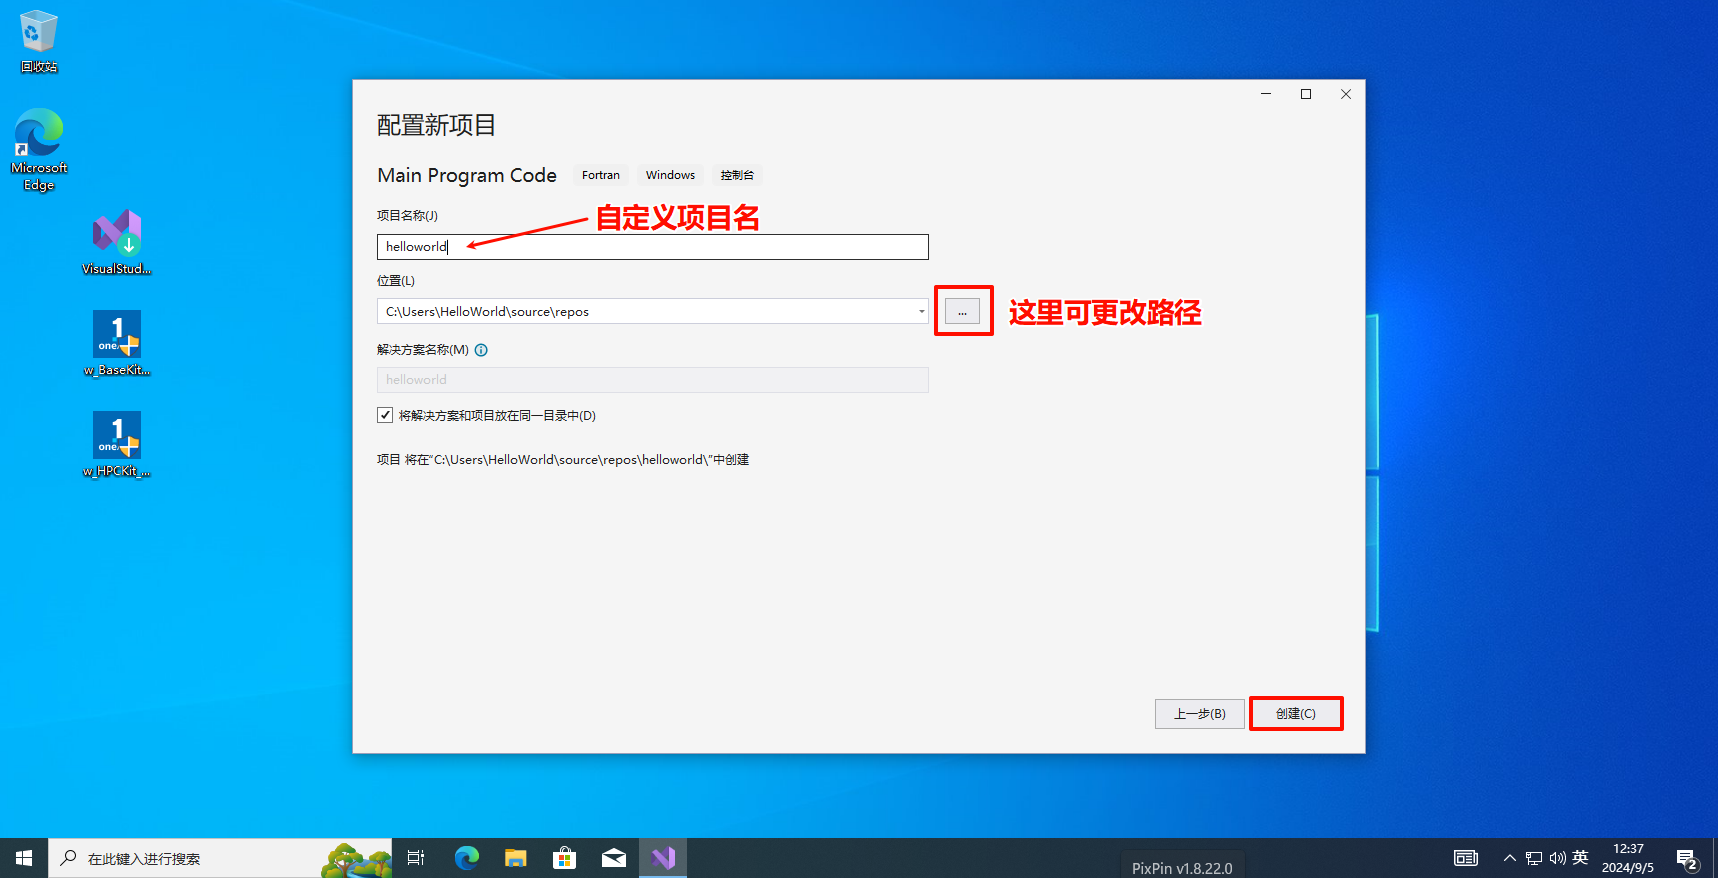 回收站
Microsoft
Edge
VisualStud...
w_BaseKit...
w_HPCKit_...
配置新项目
Main Program Code Fortran Windows 控制台
项目名称(J)
自定义项目名
helloworld
位置(L)
C:\Users\HelloWorld\source\repos
...
这里可更改路径
解决方案名称(M)
helloworld
将解决方案和项目放在同一目录中(D)
项目 将在“C:\Users\HelloWorld\source\repos\helloworld\”中创建
上一步(B) 创建(C)
在此键入进行搜索
PixPin v1.8.22.0
英
12:37
2024/9/5
2